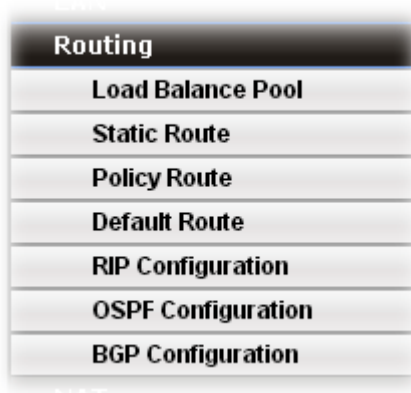 Routing
Load Balance Pool
Static Route
Policy Route
Default Route
RIP Configuration
OSPF Configuration
BGP Configuration